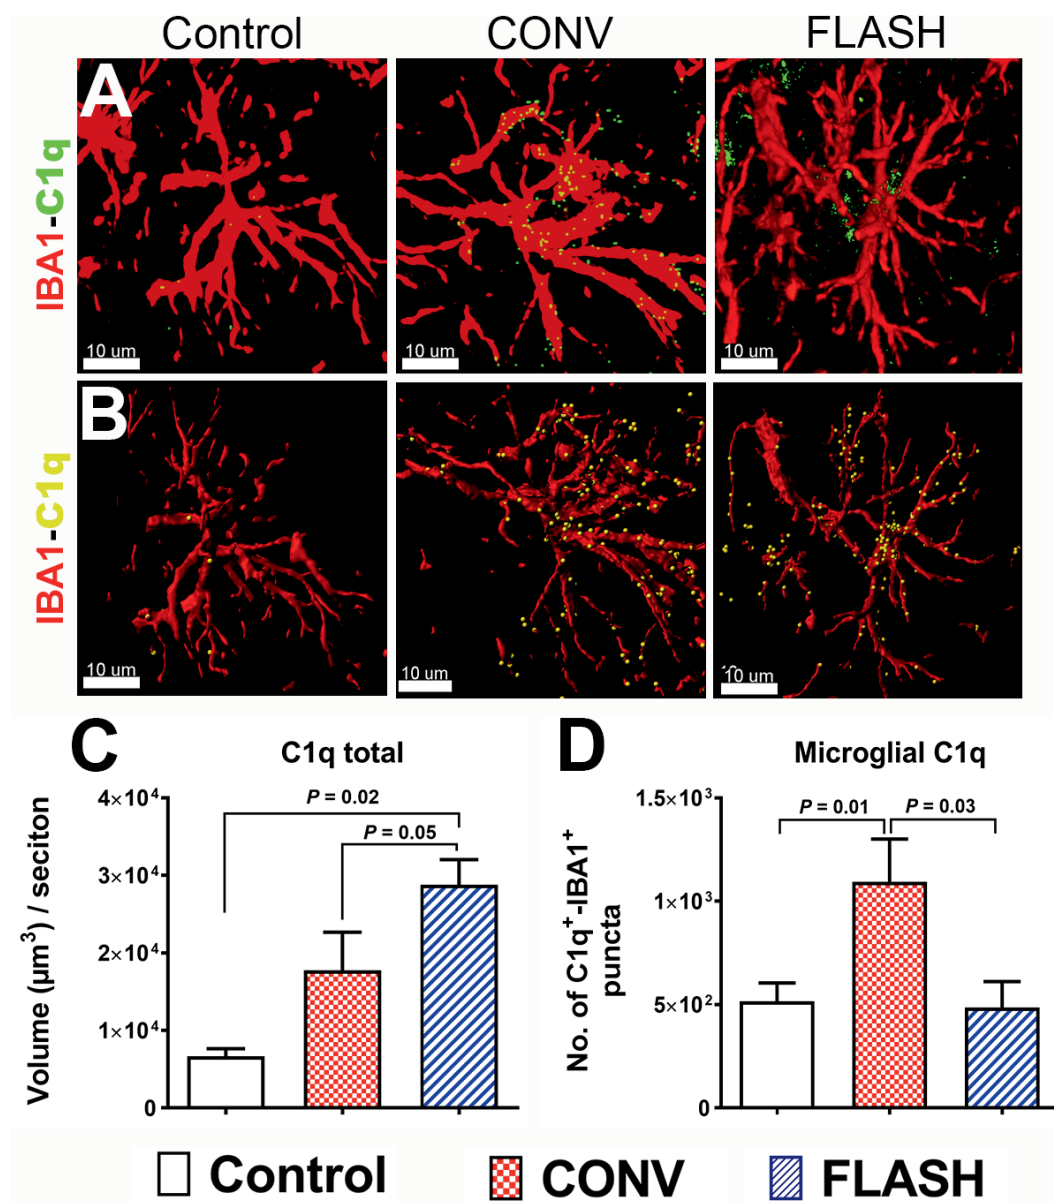 Control CONV FLASH
A
IBA1-C1q
10 um 10 um 10 um
B
IBA1-C1q
10 um 10 um 10 um
C
C1q total
P = 0.02
P = 0.05
Volume (µm³) / seciton
4×10⁴
3×10⁴
2×10⁴
1×10⁴
0
D
Microglial C1q
P = 0.01 P = 0.03
No. of C1q⁺-IBA1⁺
puncta
1.5×10³
1×10³
5×10²
0
Control CONV FLASH